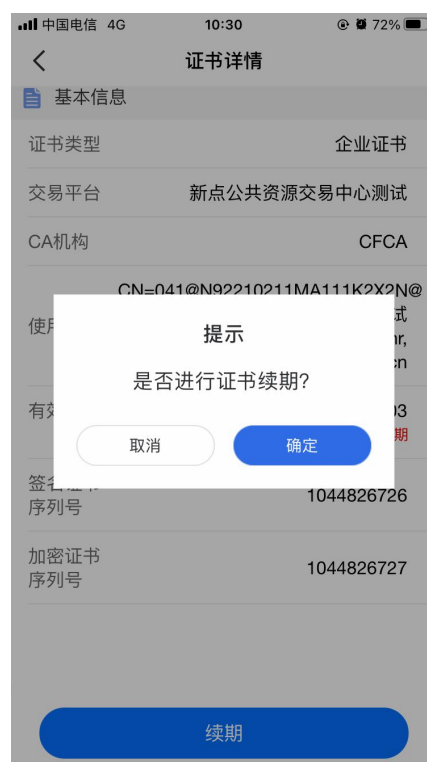 中国电信 4G 10:30 72%
证书详情
基本信息
证书类型 企业证书
交易平台 新点公共资源交易中心测试
CA机构 CFCA
CN=041@N92210211MA111K2X2N@
提示
是否进行证书续期?
取消 确定
期
序列号 1044826726
加密证书
序列号 1044826727
续期